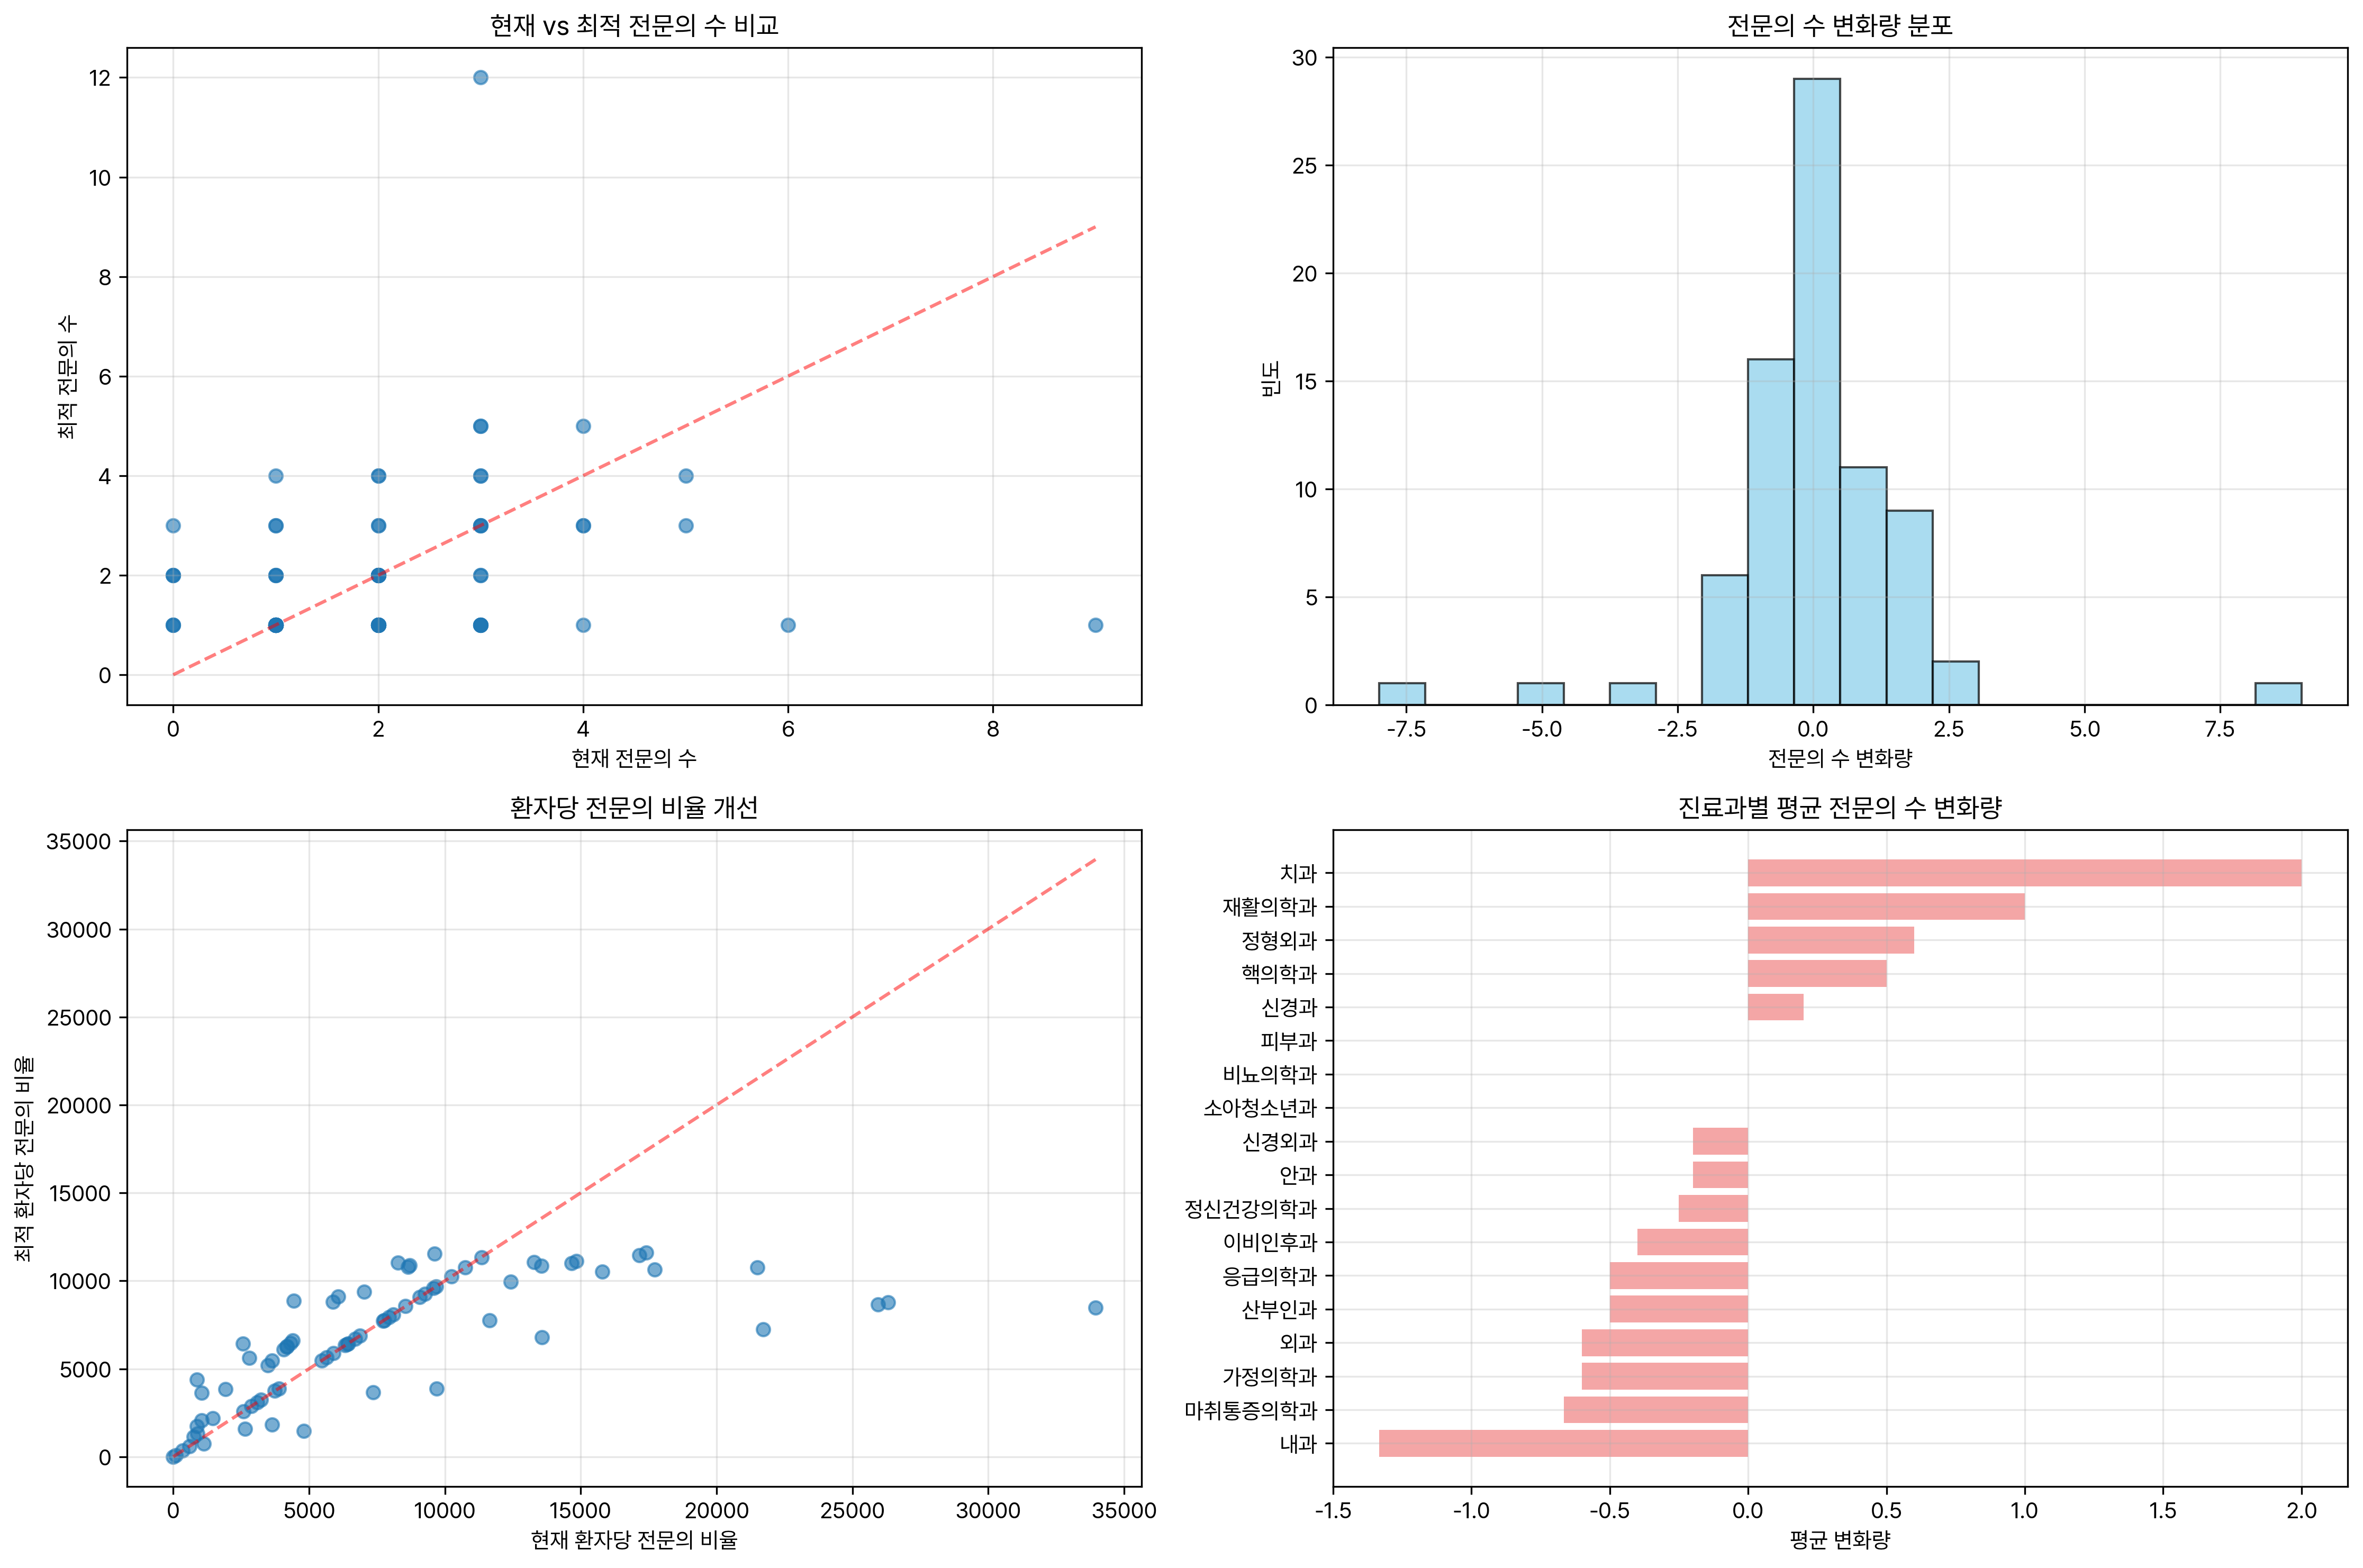 현재 vs 최적 전문의 수 비교
최적 전문의 수
12
10
8
6
4
2
0
0 2 4 6 8
현재 전문의 수
전문의 수 변화량 분포
빈도
30
25
20
15
10
5
0
-7.5 -5.0 -2.5 0.0 2.5 5.0 7.5
전문의 수 변화량
환자당 전문의 비율 개선
최적 환자당 전문의 비율
35000
30000
25000
20000
15000
10000
5000
0
0 5000 10000 15000 20000 25000 30000 35000
현재 환자당 전문의 비율
진료과별 평균 전문의 수 변화량
치과
재활의학과
정형외과
핵의학과
신경과
피부과
비뇨의학과
소아청소년과
신경외과
안과
정신건강의학과
이비인후과
응급의학과
산부인과
외과
가정의학과
마취통증의학과
내과
-1.5 -1.0 -0.5 0.0 0.5 1.0 1.5 2.0
평균 변화량